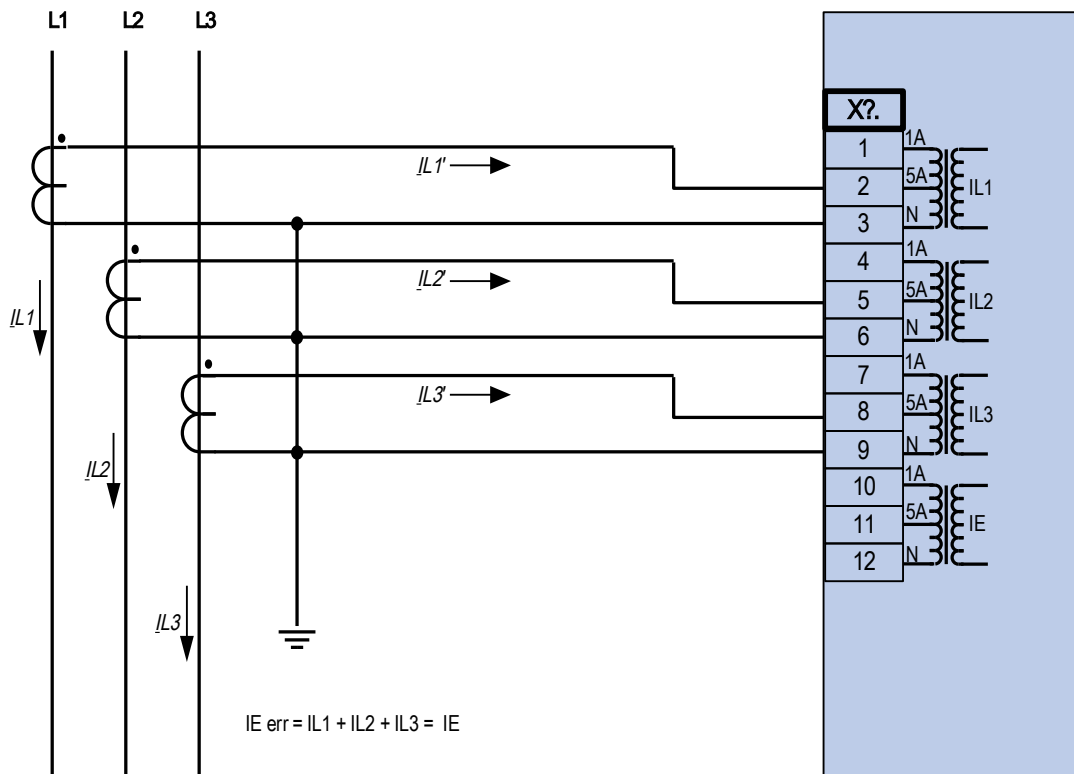 L1 L2 L3
X?.
1 1A
IL1'
2 5A IL1
3 N
4 1A
IL2'
5 5A IL2
IL1
6 N
7 1A
IL3'
8 5A IL3
9 N
IL2
10 1A
11 5A IE
12 N
IL3
IE err = IL1 + IL2 + IL3 = IE